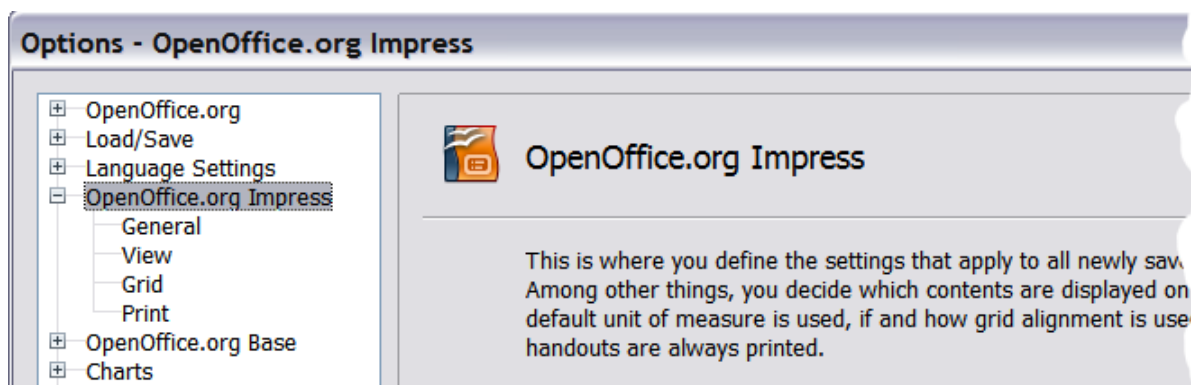 Options - OpenOffice.org Impress
OpenOffice.org
Load/Save
Language Settings
OpenOffice.org Impress
General
View
Grid
Print
OpenOffice.org Base
Charts
OpenOffice.org Impress
This is where you define the settings that apply to all newly
Among other things, you decide which contents are displayed on
default unit of measure is used, if and how grid alignment is
handouts are always printed.